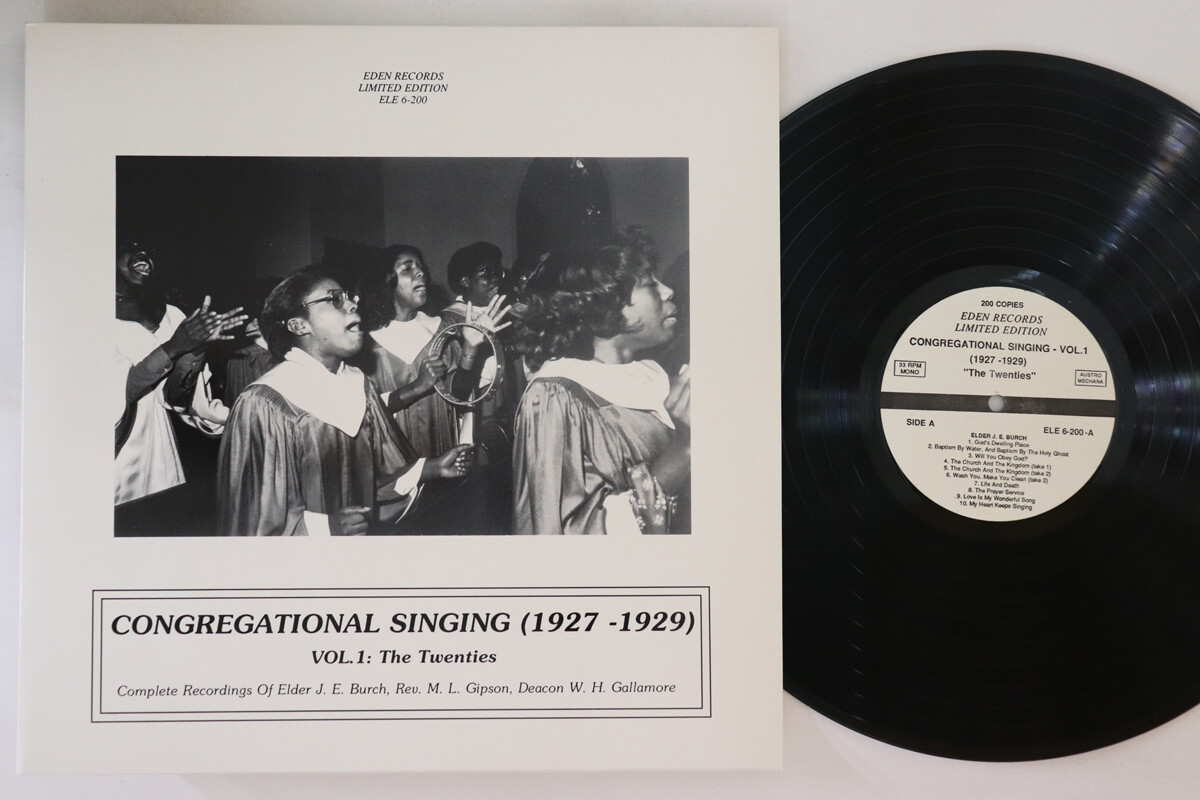 EDEN RECORDS
LIMITED EDITION
ELE 6-200
CONGREGATIONAL SINGING (1927 -1929)
VOL.1: The Twenties
Complete Recordings Of Elder J. E. Burch, Rev. M. L. Gipson, Deacon W. H. Gallamore
200 COPIES
EDEN RECORDS
LIMITED EDITION
CONGREGATIONAL SINGING - VOL.1
(1927 -1929)
"The Twenties"
33 RPM
MONO
AUSTRO
MECHANA
SIDE A
ELE 6-200-A
ELDER J. E. BURCH
1. God's Dwelling Place
2. Baptism By Water, And Baptism By The Holy Ghost
3. Will You Obey God?
4. The Church And The Kingdom (take 1)
5. The Church And The Kingdom (take 2)
6. Wash You, Make You Clean (take 2)
7. Life And Death
8. The Prayer Service
9. Love Is My Wonderful Song
10. My Heart Keeps Singing